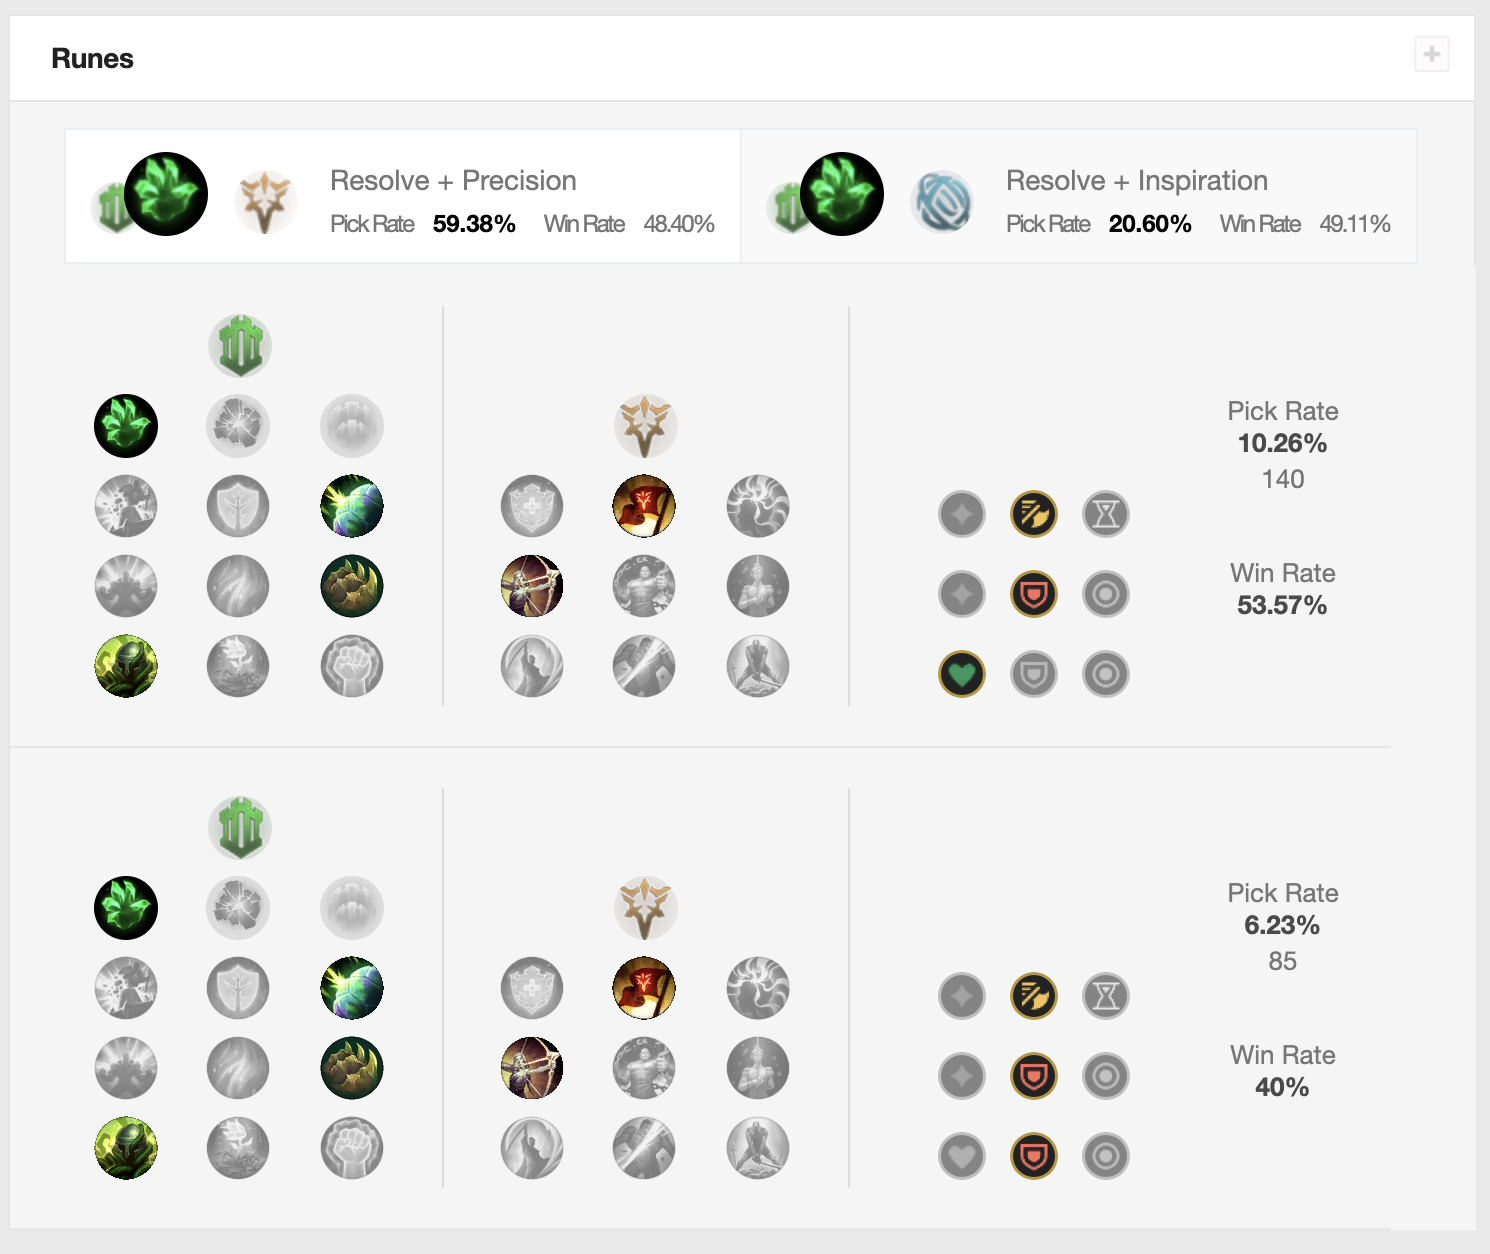 Runes
Resolve + Precision
Pick Rate 59.38% Win Rate 48.40%
Resolve + Inspiration
Pick Rate 20.60% Win Rate 49.11%
Pick Rate
10.26%
140
Win Rate
53.57%
Pick Rate
6.23%
85
Win Rate
40%